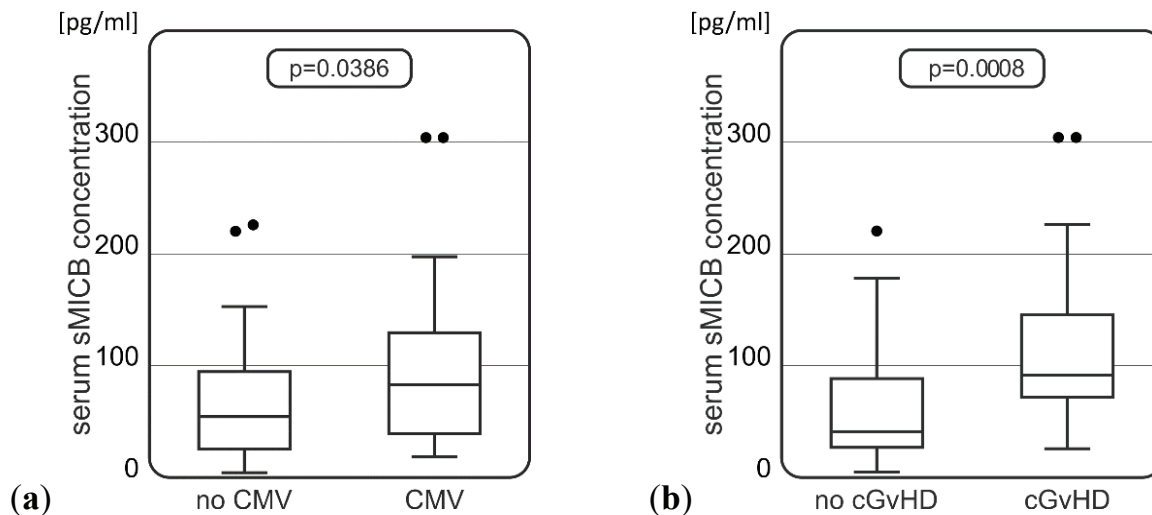 [pg/ml]
serum sMICB concentration
p=0.0386
300
200
100
0
no CMV
CMV
(a)
[pg/ml]
serum sMICB concentration
p=0.0008
300
200
100
0
no cGvHD
cGvHD
(b)